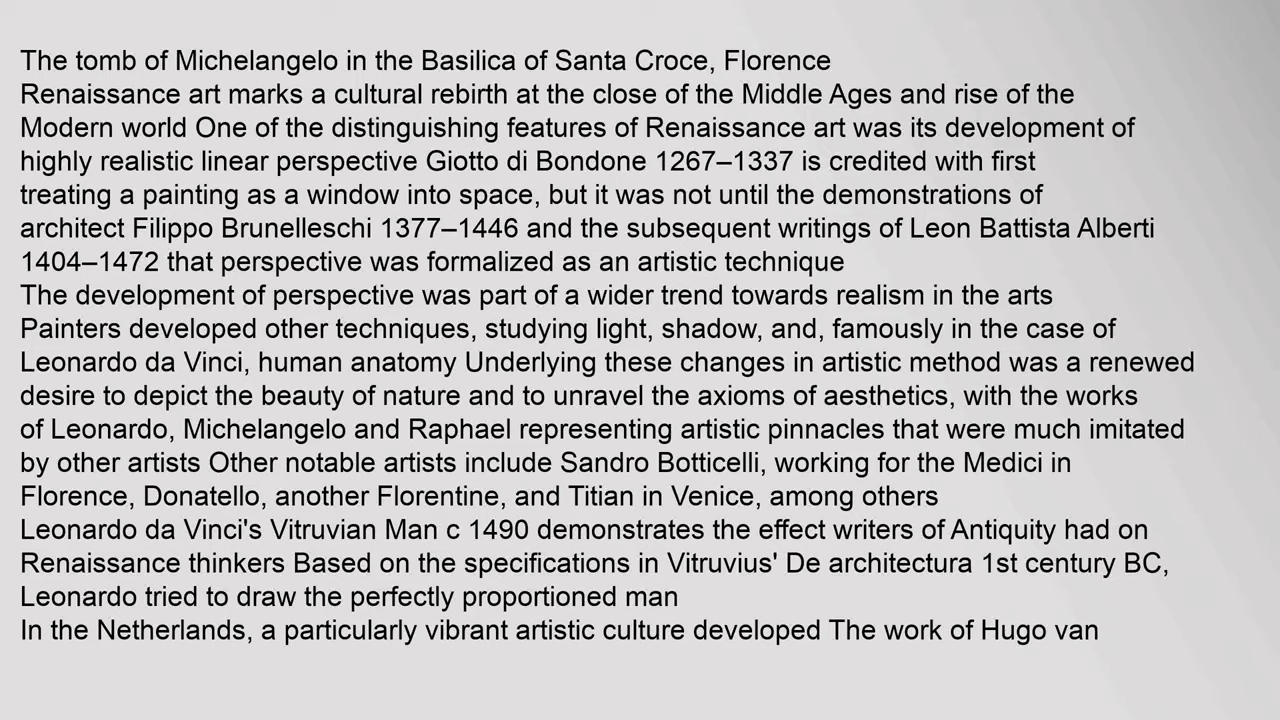 The tomb of Michelangelo in the Basilica of Santa Croce, Florence
Renaissance art marks a cultural rebirth at the close of the Middle Ages and rise of the
Modern world One of the distinguishing features of Renaissance art was its development of
highly realistic linear perspective Giotto di Bondone 1267–1337 is credited with first
treating a painting as a window into space, but it was not until the demonstrations of
architect Filippo Brunelleschi 1377–1446 and the subsequent writings of Leon Battista Alberti
1404–1472 that perspective was formalized as an artistic technique
The development of perspective was part of a wider trend towards realism in the arts
Painters developed other techniques, studying light, shadow, and, famously in the case of
Leonardo da Vinci, human anatomy Underlying these changes in artistic method was a renewed
desire to depict the beauty of nature and to unravel the axioms of aesthetics, with the works
of Leonardo, Michelangelo and Raphael representing artistic pinnacles that were much imitated
by other artists Other notable artists include Sandro Botticelli, working for the Medici in
Florence, Donatello, another Florentine, and Titian in Venice, among others
Leonardo da Vinci's Vitruvian Man c 1490 demonstrates the effect writers of Antiquity had on
Renaissance thinkers Based on the specifications in Vitruvius' De architectura 1st century BC,
Leonardo tried to draw the perfectly proportioned man
In the Netherlands, a particularly vibrant artistic culture developed The work of Hugo van